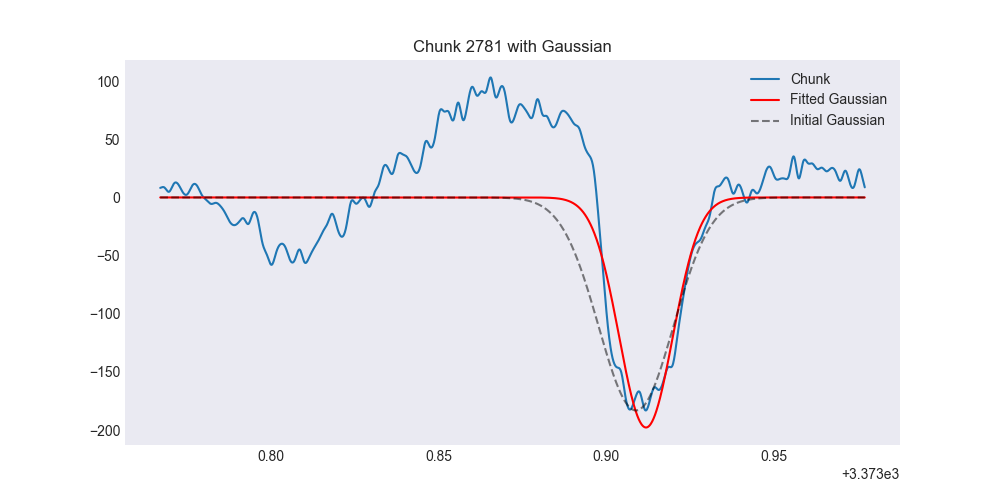 Chunk 2781 with Gaussian
Chunk
Fitted Gaussian
Initial Gaussian
100
50
0
−50
−100
−150
−200
0.80 0.85 0.90 0.95
+3.373e3